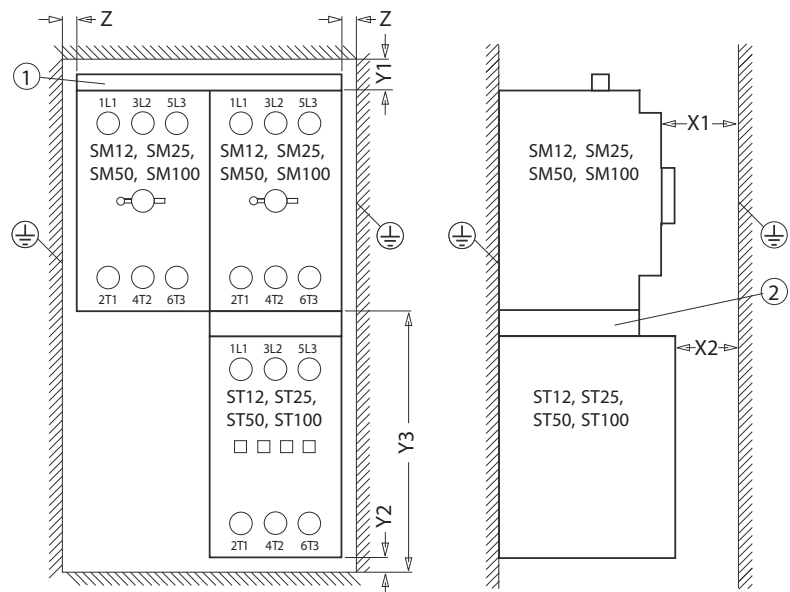 Z
Z
1
Y1
1L1 3L2 5L3
1L1 3L2 5L3
SM12, SM25,
SM50, SM100
SM12, SM25,
SM50, SM100
2T1 4T2 6T3
2T1 4T2 6T3
1L1 3L2 5L3
ST12, ST25,
ST50, ST100
2T1 4T2 6T3
Y3
Y2
SM12, SM25,
SM50, SM100
X1
2
X2
ST12, ST25,
ST50, ST100